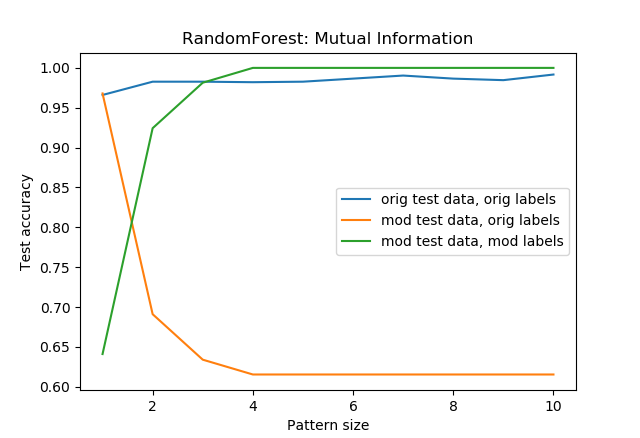 RandomForest: Mutual Information
1.00
0.95
0.90
0.85
0.80
0.75
0.70
0.65
0.60
Test accuracy
orig test data, orig labels
mod test data, orig labels
mod test data, mod labels
2 4 6 8 10
Pattern size